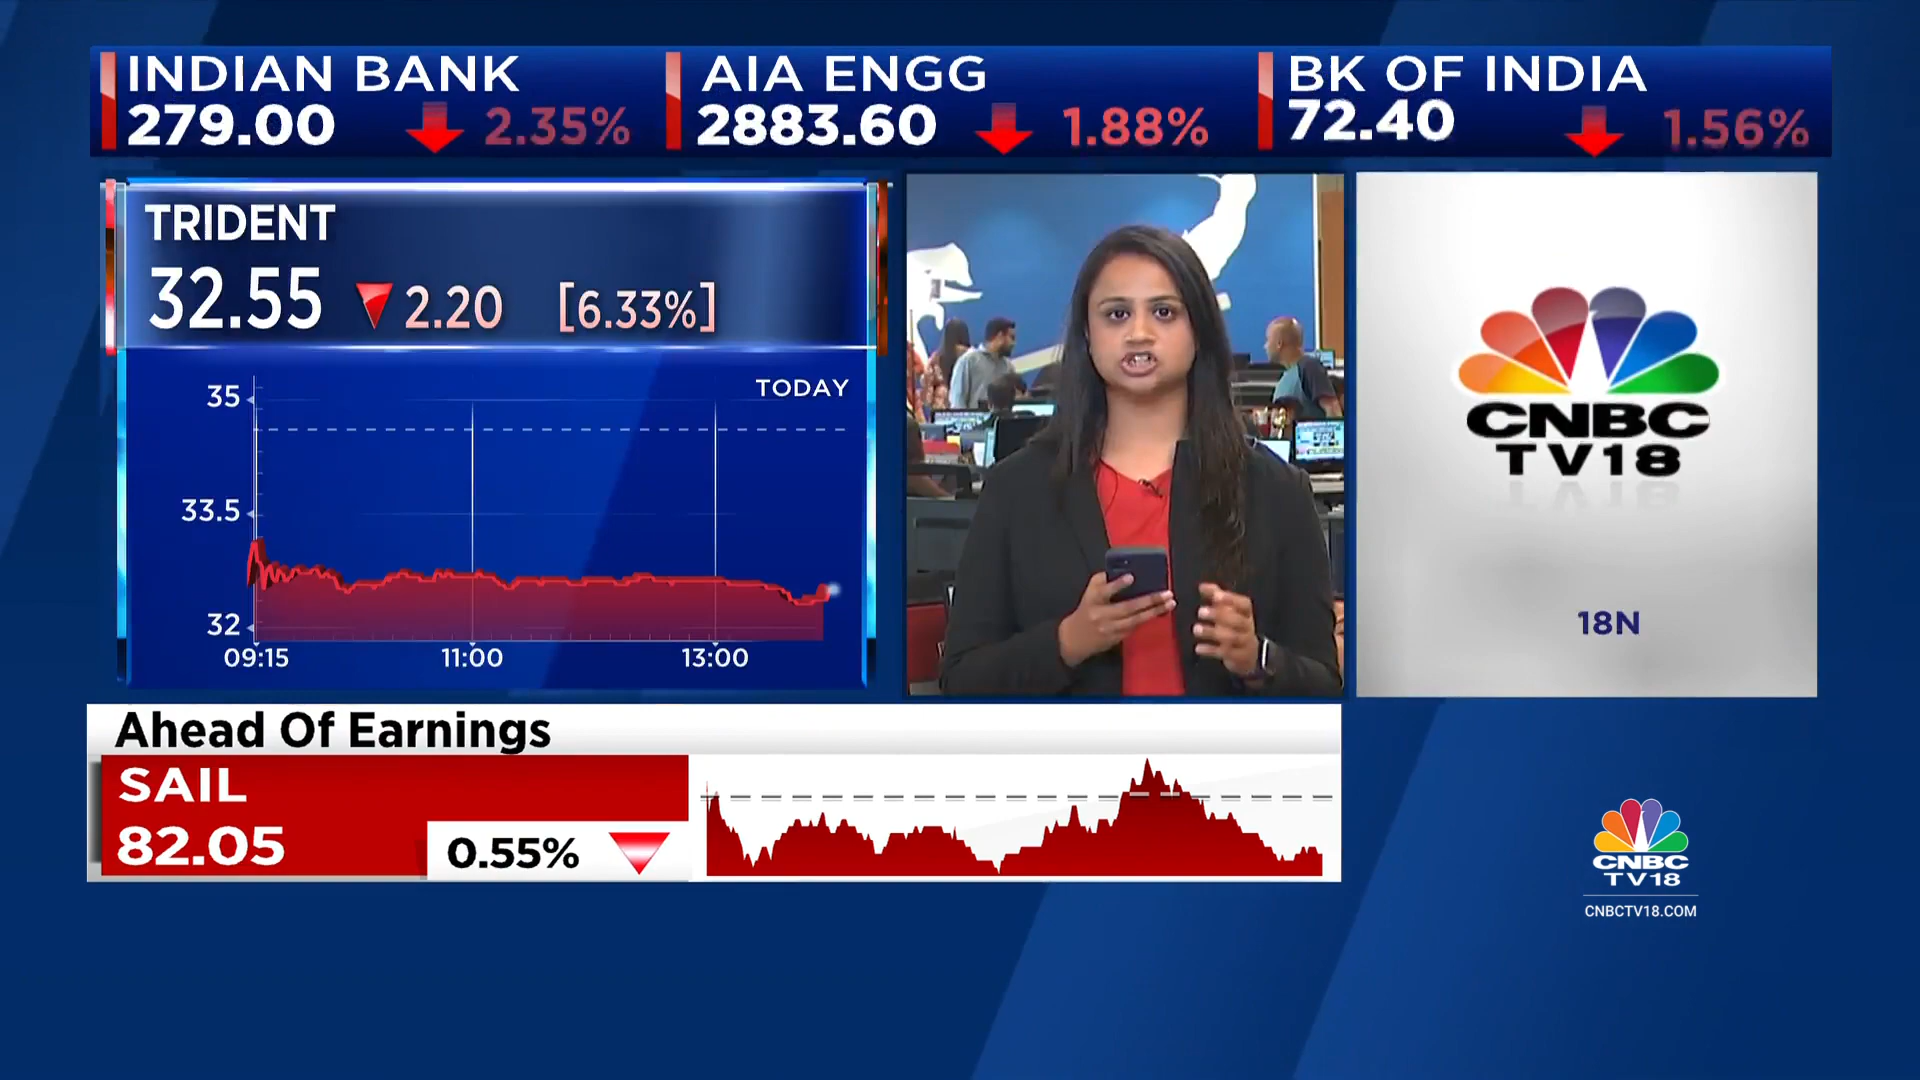 INDIAN BANK
279.00 2.35%
AIA ENGG
2883.60 1.88%
BK OF INDIA
72.40 1.56%
TRIDENT
32.55 2.20 [6.33%]
TODAY
35
33.5
32
09:15 11:00 13:00
CNBC
TV18
18N
Ahead Of Earnings
SAIL
82.05
0.55%
CNBC
TV18
CNBCTV18.COM